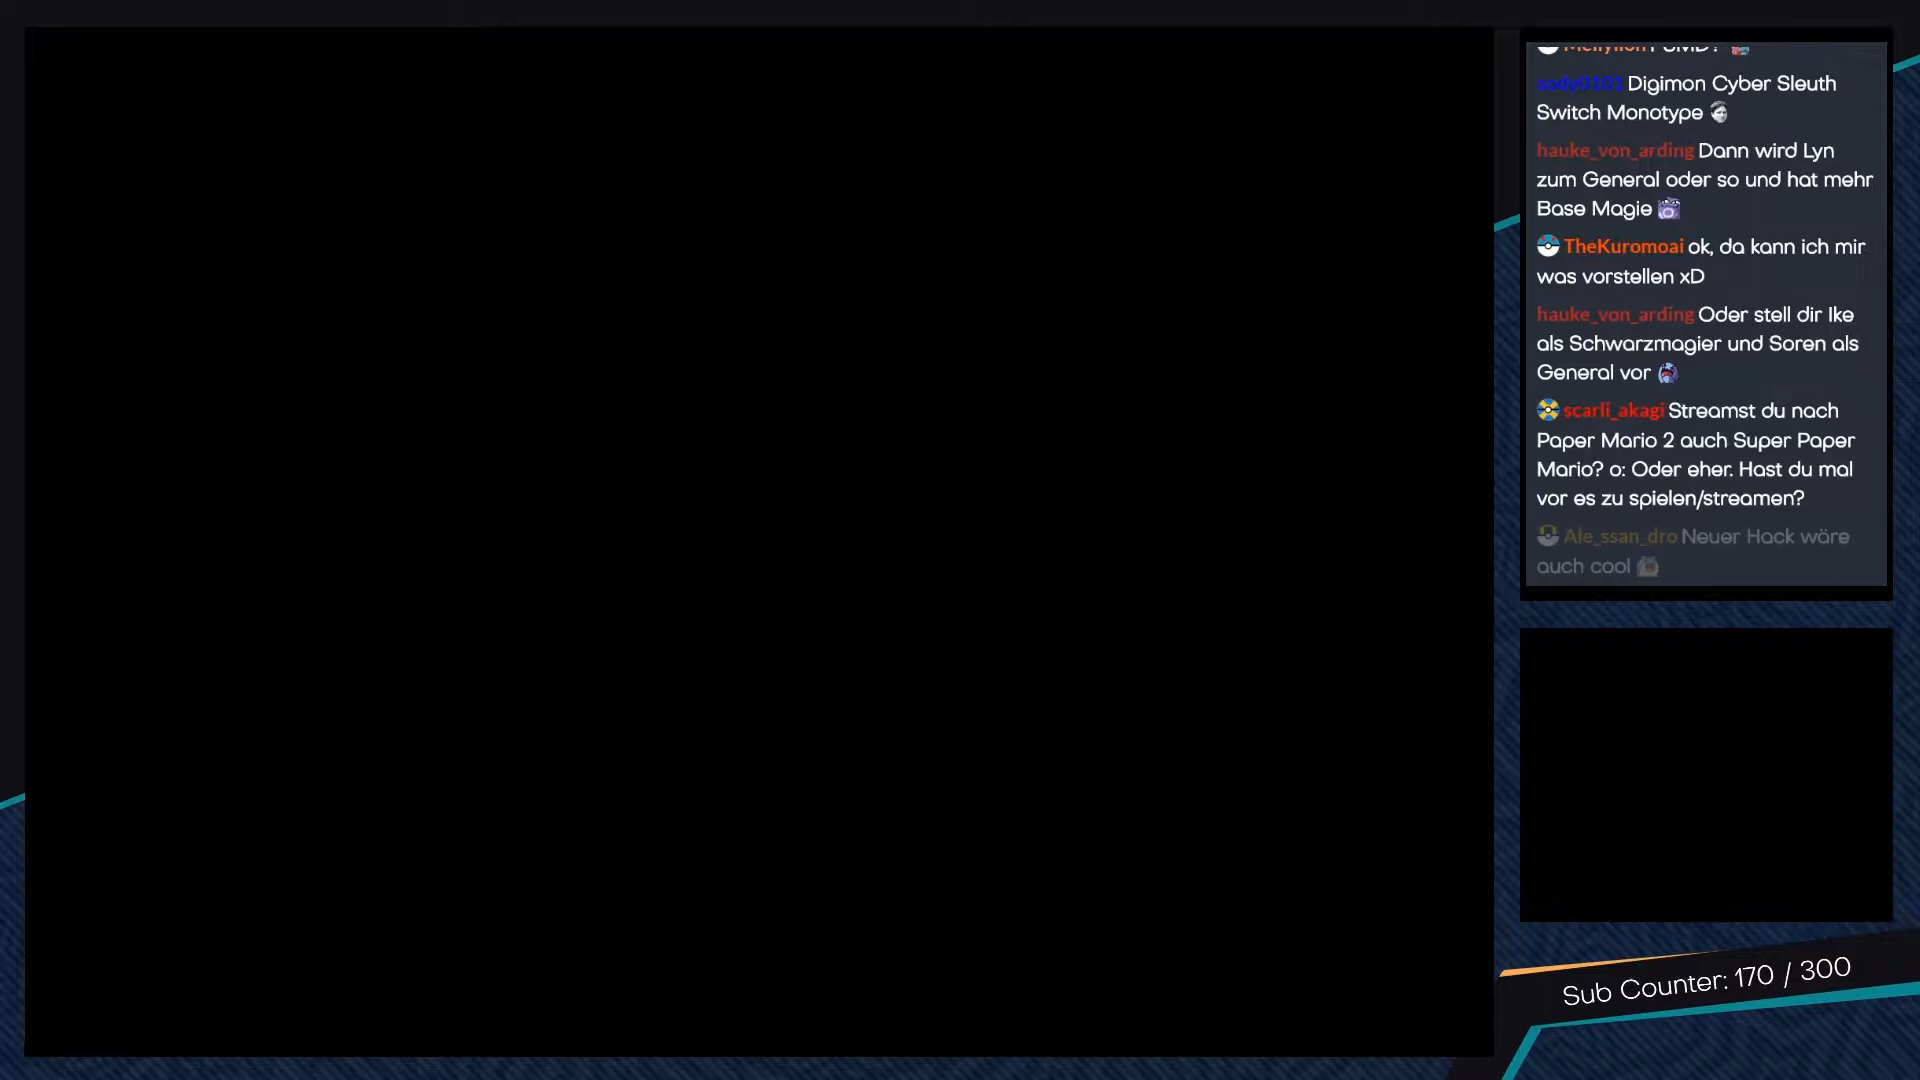 sody0101 Digimon Cyber Sleuth
Switch Monotype
hauke_von_arding Dann wird Lyn
zum General oder so und hat mehr
Base Magie
TheKuromoai ok, da kann ich mir
was vorstellen xD
hauke_von_arding Oder stell dir Ike
als Schwarzmagier und Soren als
General vor
scarli_akagi Streamst du nach
Paper Mario 2 auch Super Paper
Mario? o: Oder eher. Hast du mal
vor es zu spielen/streamen?
Ale_ssan_dro Neuer Hack wäre
auch cool
Sub Counter: 170 / 300